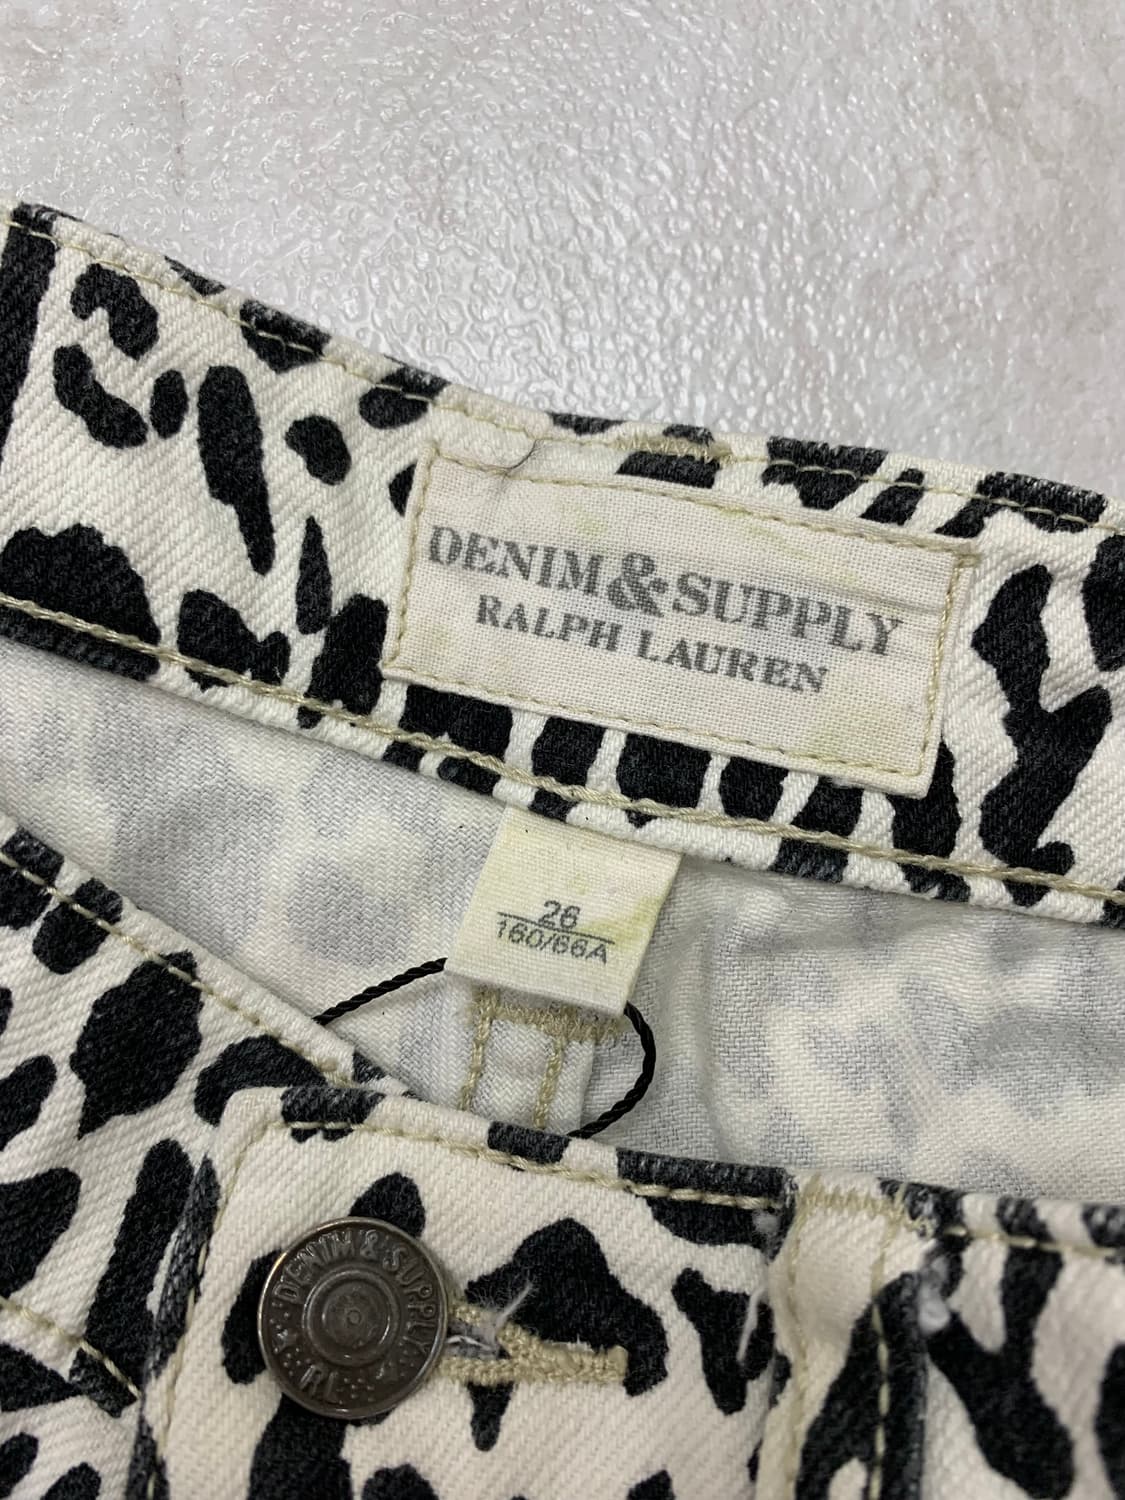 DENIM & SUPPLY
RALPH LAUREN
26
160/66A
DENIM & SUPPLY
RL